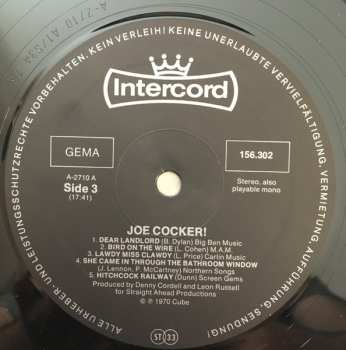 ALLE URHEBER- UND LEISTUNGSSCHUTZRECHTE VORBEHALTEN. KEIN VERLEIH! KEINE UNERLAUBTE VERVIELFÄLTIGUNG, VERMIETUNG, AUFFÜHRUNG, SENDUNG!
Intercord
GEMA
156.302
A-2710 A
Side 3
(17:41)
Stereo, also
playable mono
JOE COCKER!
1. DEAR LANDLORD (B. Dylan) Big Ben Music
2. BIRD ON THE WIRE (L. Cohen) M.A.M.
3. LAWDY MISS CLAWDY (L. Price) Carlin Music
4. SHE CAME IN THROUGH THE BATHROOM WINDOW
(J. Lennon, P. McCartney) Northern Songs
5. HITCHCOCK RAILWAY (Dunn) Screen Gems
Produced by Denny Cordell and Leon Russell
for Straight Ahead Productions
© ℗ 1970 Cube
ST 33